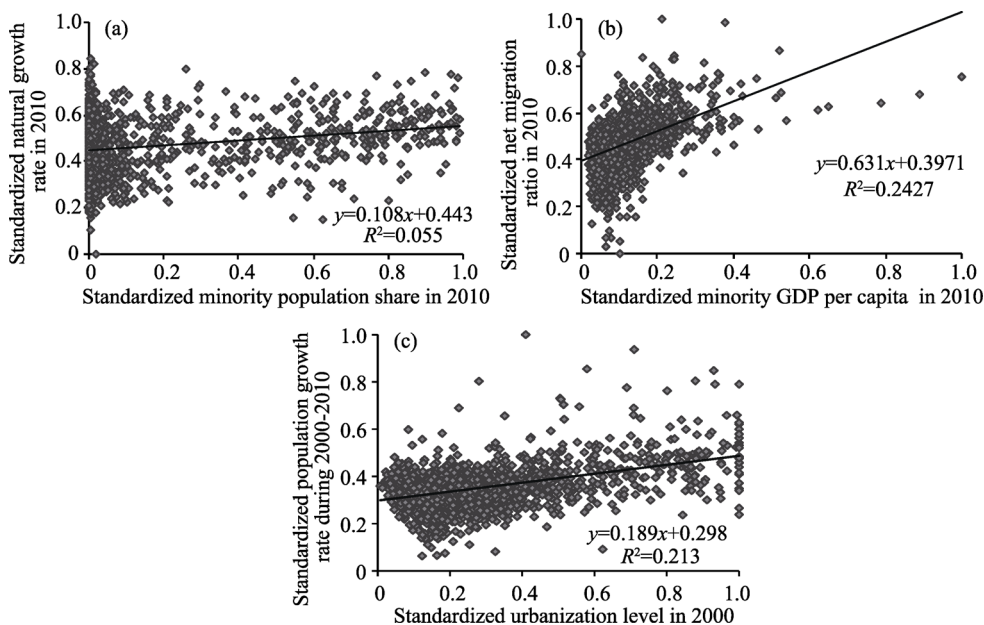 (a)
Standardized natural growth
rate in 2010
1.0
0.8
0.6
0.4
0.2
0
y=0.108x+0.443
R²=0.055
0 0.2 0.4 0.6 0.8 1.0
Standardized minority population share in 2010
(b)
Standardized net migration
ratio in 2010
1.0
0.8
0.6
0.4
0.2
0
y=0.631x+0.3971
R²=0.2427
0 0.2 0.4 0.6 0.8 1.0
Standardized minority GDP per capita in 2010
(c)
Standardized population growth
rate during 2000-2010
1.0
0.8
0.6
0.4
0.2
0
y=0.189x+0.298
R²=0.213
0 0.2 0.4 0.6 0.8 1.0
Standardized urbanization level in 2000